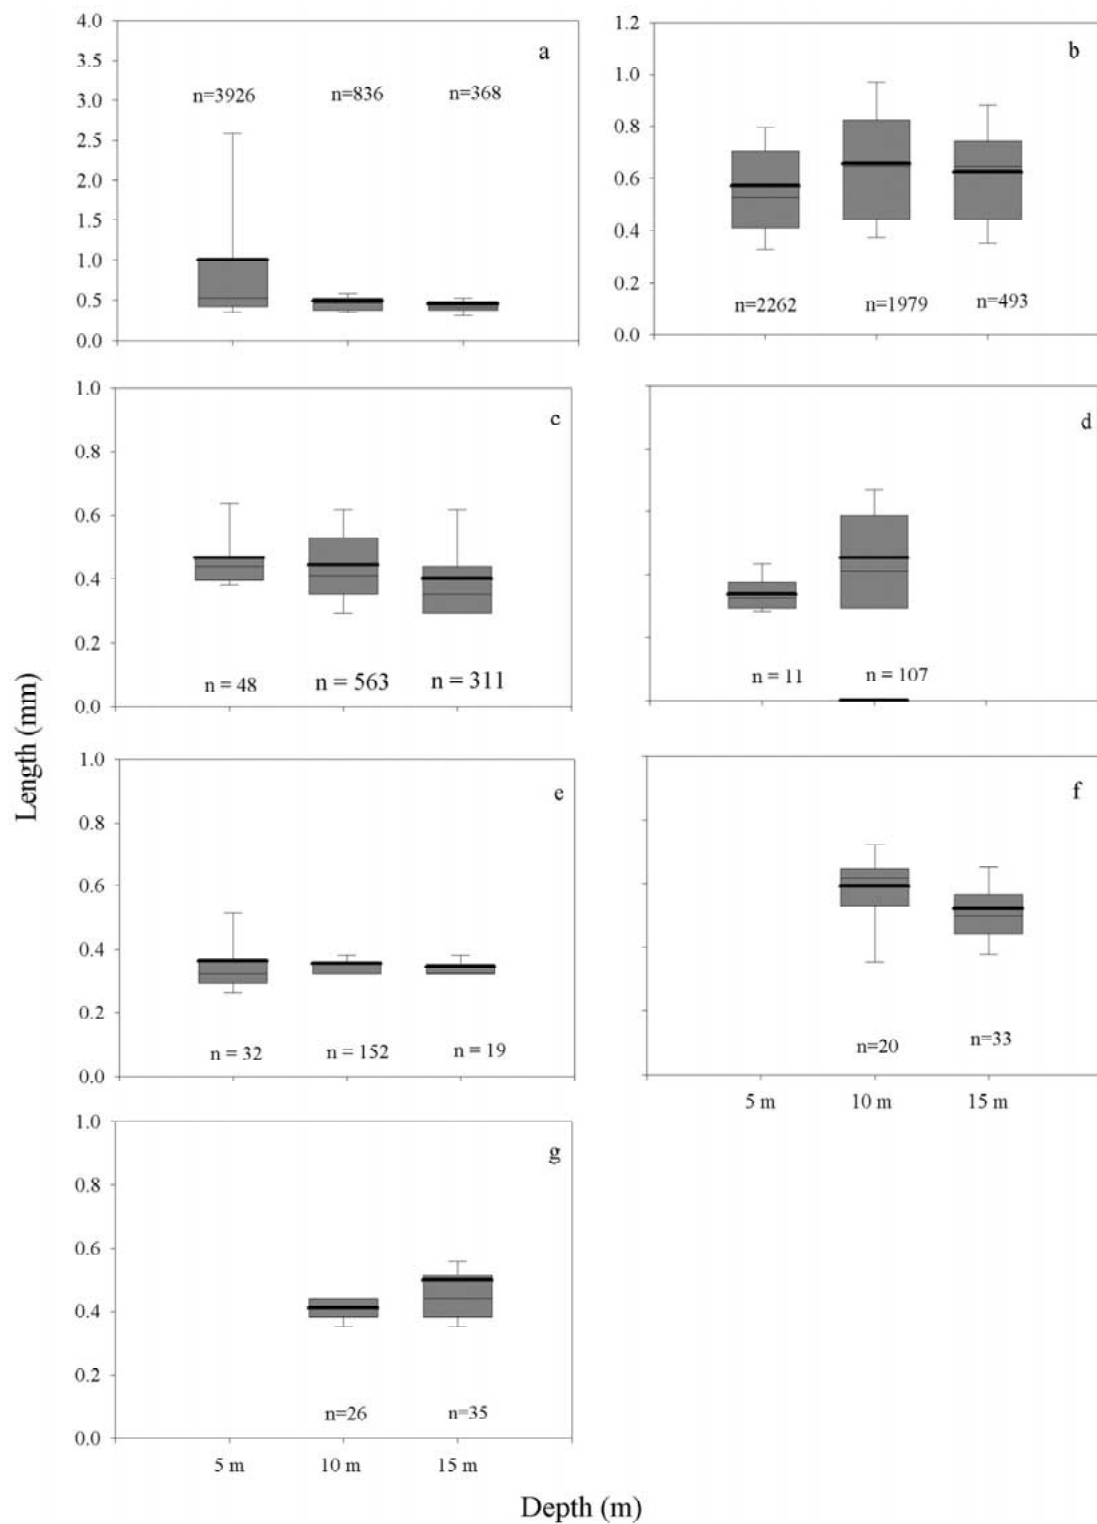 4.0
3.5
3.0
2.5
2.0
1.5
1.0
0.5
0.0
a
n=3926 n=836 n=368
1.2
1.0
0.8
0.6
0.4
0.2
0.0
b
n=2262 n=1979 n=493
1.0
0.8
0.6
0.4
0.2
0.0
c
n = 48 n = 563 n = 311
d
n = 11 n = 107
Length (mm)
1.0
0.8
0.6
0.4
0.2
0.0
e
n = 32 n = 152 n = 19
f
n=20 n=33
5 m 10 m 15 m
1.0
0.8
0.6
0.4
0.2
0.0
g
n=26 n=35
5 m 10 m 15 m
Depth (m)